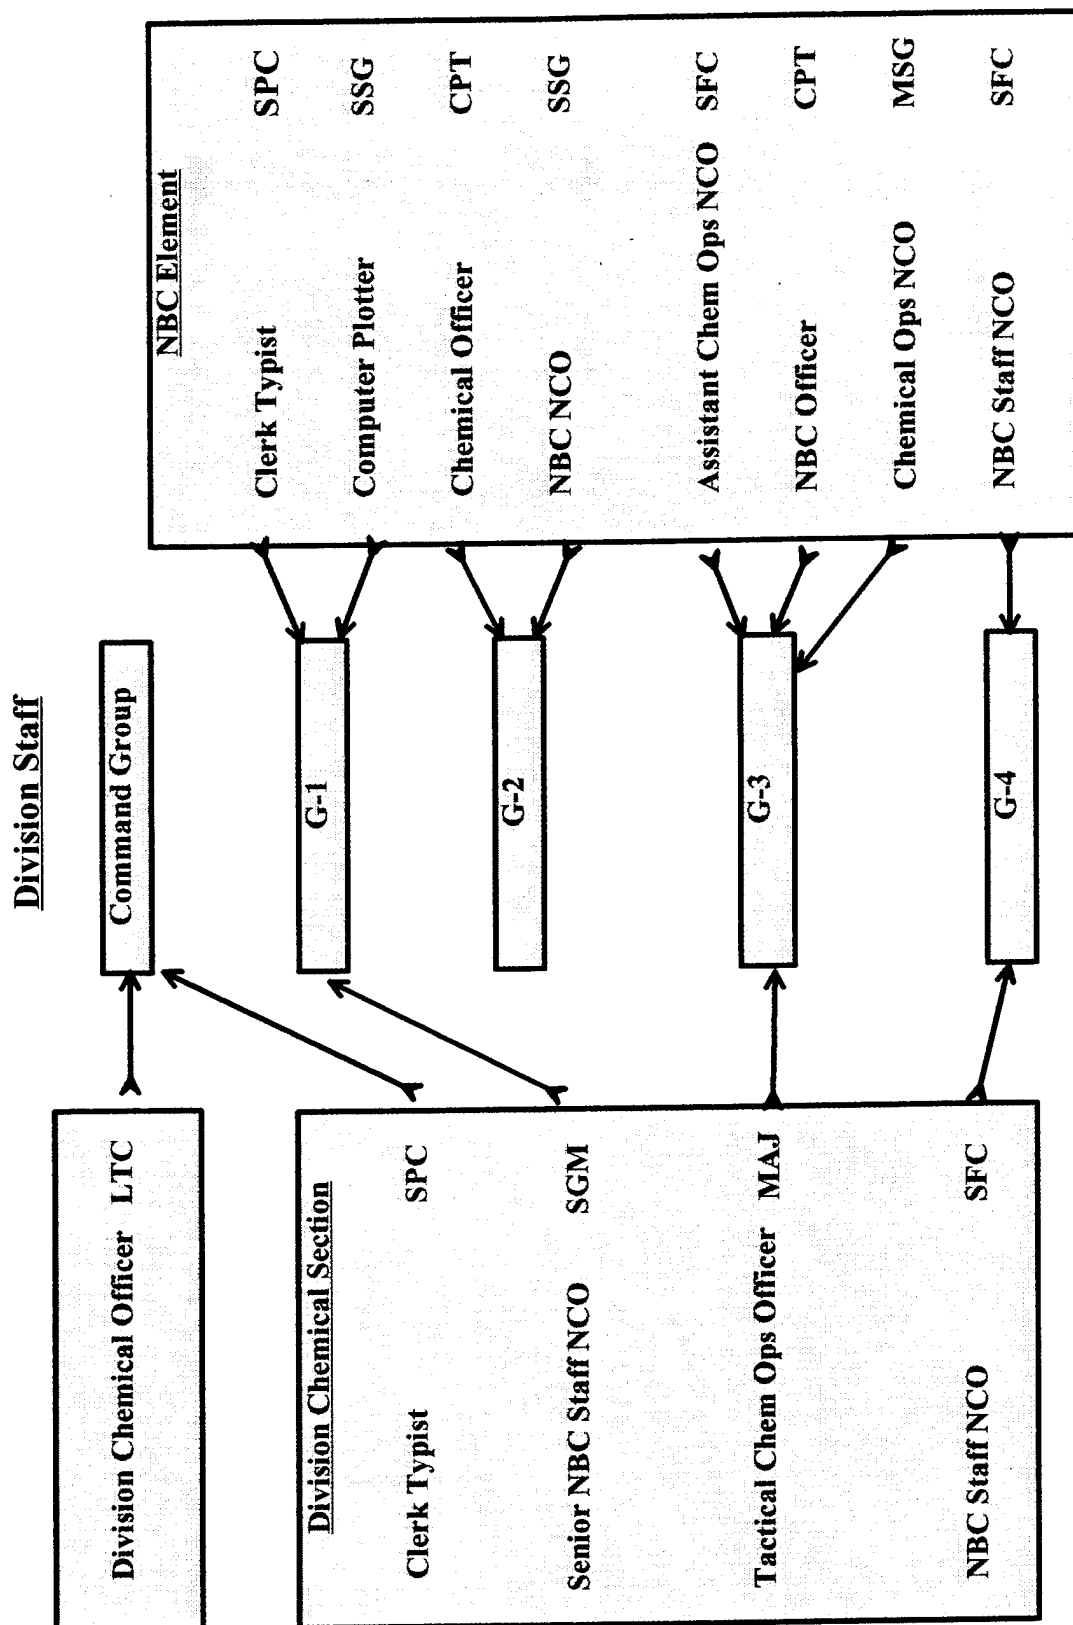 Division Staff
Division Chemical Officer LTC
Division Chemical Section
Clerk Typist SPC
Senior NBC Staff NCO SGM
Tactical Chem Ops Officer MAJ
NBC Staff NCO SFC
Command Group
G-1
G-2
G-3
G-4
NBC Element
Clerk Typist SPC
Computer Plotter SSG
Chemical Officer CPT
NBC NCO SSG
Assistant Chem Ops NCO SFC
NBC Officer CPT
Chemical Ops NCO MSG
NBC Staff NCO SFC